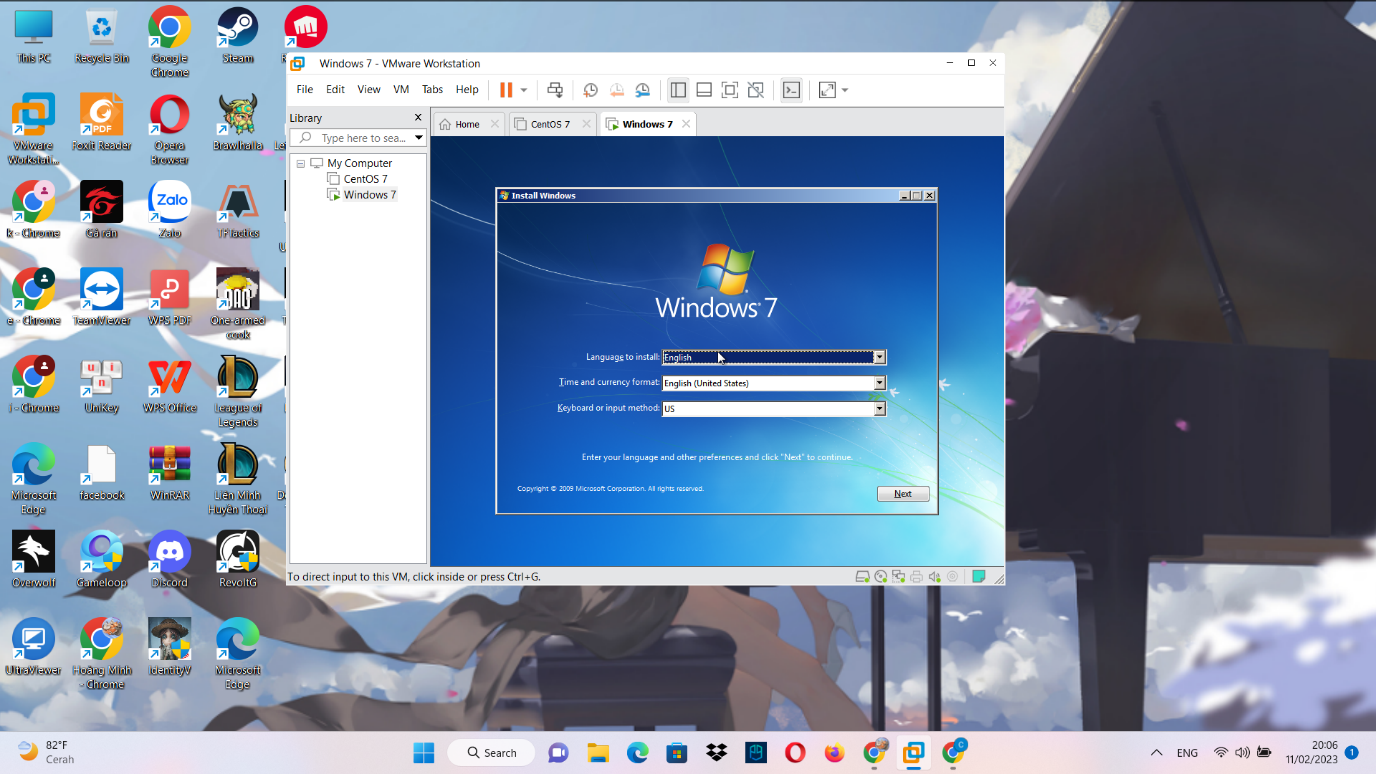 This PC
Recycle Bin
Google
Chrome
Steam
Windows 7 - VMware Workstation
File
Edit
View
VM
Tabs
Help
Library
Type here to sea...
Home
CentOS 7
Windows 7
My Computer
CentOS 7
Windows 7
VMware
Workstati...
PDF
Foxit Reader
Opera
Browser
Brawlhalla
k - Chrome
Gà rán
Zalo
Zalo
TFTactics
e - Chrome
TeamViewer
WPS PDF
One-armed
cook
i - Chrome
UniKey
WPS Office
League of
Legends
Microsoft
Edge
facebook
WinRAR
Liên Minh
Huyền Thoại
Overwolf
Gameloop
Discord
RevoltG
UltraViewer
Hoàng Minh
- Chrome
IdentityV
Microsoft
Edge
Install Windows
Windows 7
Language to install:
English
Time and currency format:
English (United States)
Keyboard or input method:
US
Enter your language and other preferences and click "Next" to continue.
Copyright © 2009 Microsoft Corporation. All rights reserved.
Next
To direct input to this VM, click inside or press Ctrl+G.
82°F
Cerah
Search
C
ENG
20:06
11/02/2023
1